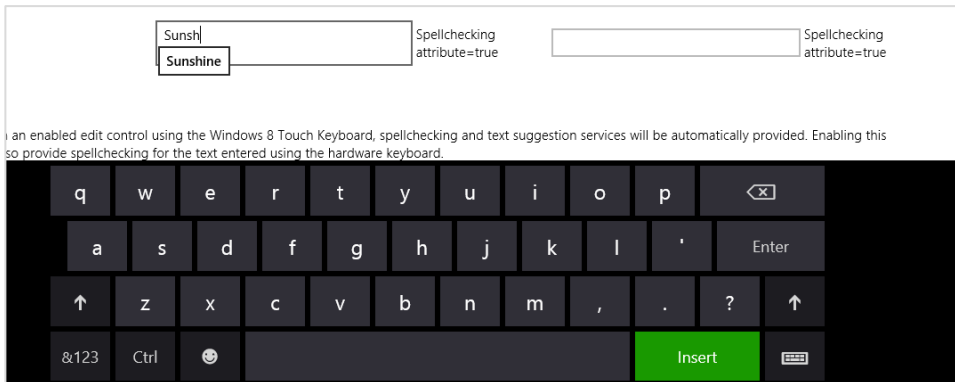 Sunsh
Spellchecking
attribute=true
Spellchecking
attribute=true
Sunshine
an enabled edit control using the Windows 8 Touch Keyboard, spellchecking and text suggestion services will be automatically provided. Enabling this
so provide spellchecking for the text entered using the hardware keyboard.
q w e r t y u i o p
a s d f g h j k l ' Enter
z x c v b n m , . ?
&123 Ctrl Insert